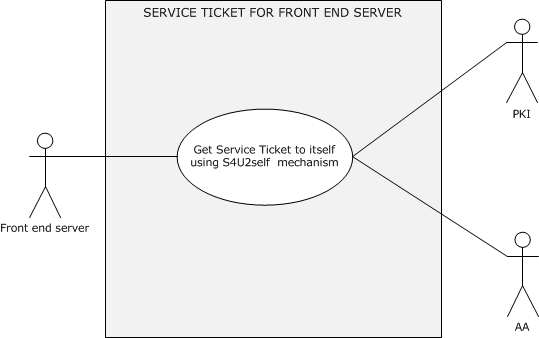 SERVICE TICKET FOR FRONT END SERVER
PKI
Get Service Ticket to itself
using S4U2self mechanism
Front end server
AA